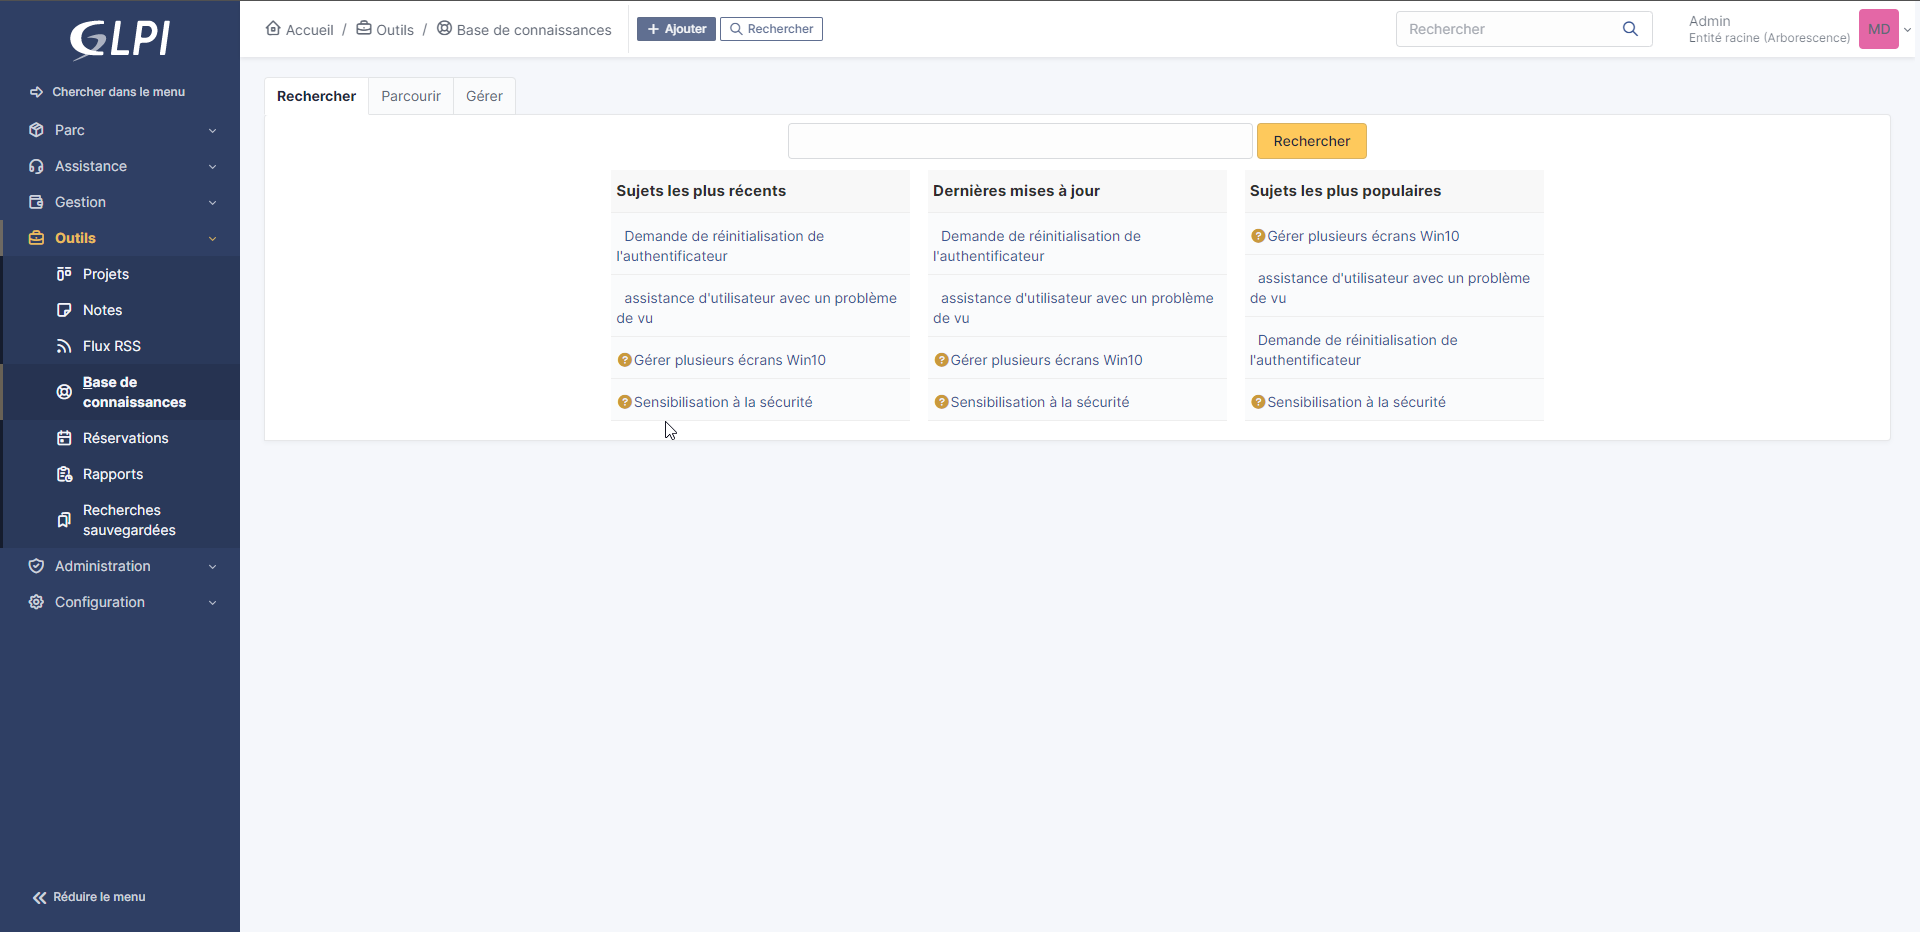 GLPI
Chercher dans le menu
Parc
Assistance
Gestion
Outils
Projets
Notes
Flux RSS
Base de
connaissances
Réservations
Rapports
Recherches
sauvegardées
Administration
Configuration
Réduire le menu
Accueil / Outils / Base de connaissances
+ Ajouter
Rechercher
Rechercher
Admin
Entité racine (Arborescence)
MD
Rechercher
Parcourir
Gérer
Rechercher
Sujets les plus récents
Demande de réinitialisation de
l'authentificateur
assistance d'utilisateur avec un problème
de vu
? Gérer plusieurs écrans Win10
? Sensibilisation à la sécurité
Dernières mises à jour
Demande de réinitialisation de
l'authentificateur
assistance d'utilisateur avec un problème
de vu
? Gérer plusieurs écrans Win10
? Sensibilisation à la sécurité
Sujets les plus populaires
? Gérer plusieurs écrans Win10
assistance d'utilisateur avec un problème
de vu
Demande de réinitialisation de
l'authentificateur
? Sensibilisation à la sécurité